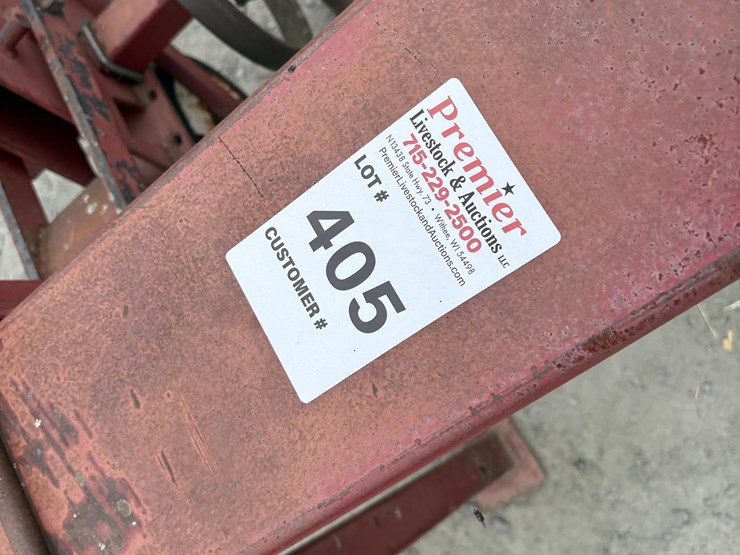 Premier
Livestock & Auctions LLC
715-229-2500
N13438 State Hwy. 73 • Withee, WI 54498
PremierLivestockandAuctions.com
LOT #
405
CUSTOMER #